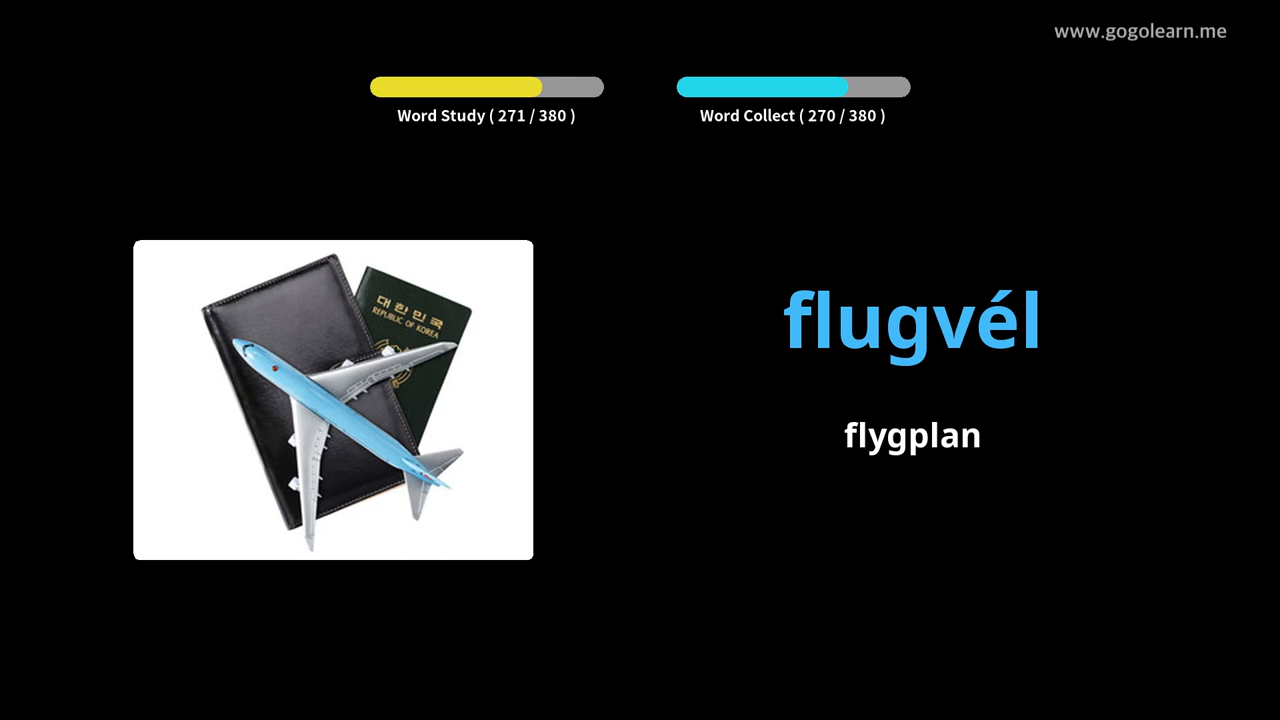 www.gogolearn.me
Word Study ( 271 / 380 )
Word Collect ( 270 / 380 )
대한민국
REPUBLIC OF KOREA
flugvél
flygplan